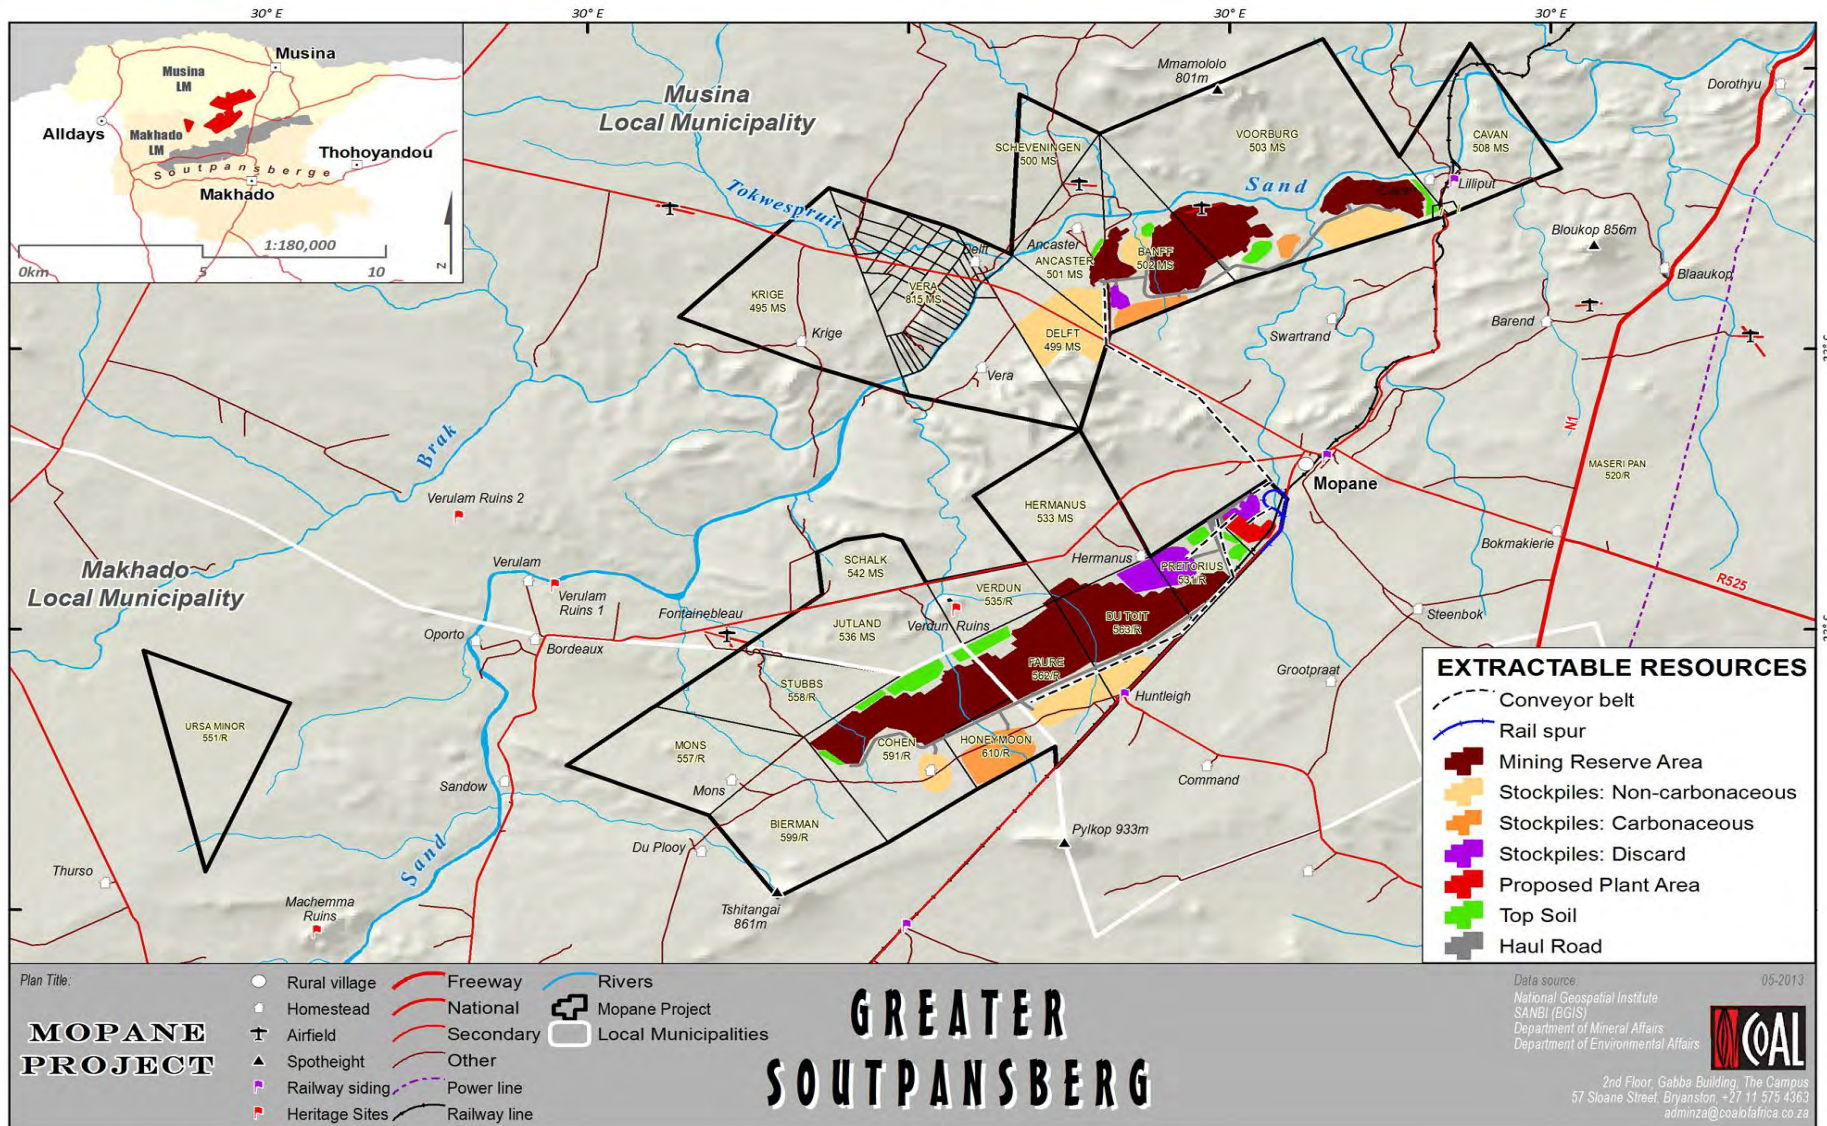 30° E
30° E
30° E
30° E
Musina
Musina
LM
Alldays
Makhado
LM
Thohoyandou
Soutpansberge
Makhado
1:180,000
0km
5
10
z
Musina
Local Municipality
Mmamololo
801m
Dorothyu
SCHEVENINGEN
500 MS
VOORBURG
503 MS
CAVAN
508 MS
Lilliput
Tokwespruit
Sand
Bloukop 856m
Delft
Ancaster
ANCASTER
501 MS
BANFF
502 MS
Blaaukop
KRIGE
495 MS
VERA
815 MS
Krige
DELFT
499 MS
Swartrand
Barend
Vera
N1
Brak
MASERI PAN
520/R
Verulam Ruins 2
HERMANUS
533 MS
Mopane
Bokmakierie
Makhado
Local Municipality
Verulam
Verulam
Ruins 1
SCHALK
542 MS
Hermanus
PRETORIUS
531/R
R525
VERDUN
535/R
Fontainebleau
Verdun Ruins
DU TOIT
563/R
Steenbok
Oporto
Bordeaux
JUTLAND
536 MS
FAURE
562/R
Grootpraat
STUBBS
558/R
Huntleigh
URSA MINOR
551/R
MONS
557/R
COHEN
591/R
HONEYMOON
610/R
Command
Sandow
Mons
BIERMAN
599/R
Pylkop 933m
Du Plooy
Sand
Thurso
Machemma
Ruins
Tshitangai
861m
EXTRACTABLE RESOURCES
Conveyor belt
Rail spur
Mining Reserve Area
Stockpiles: Non-carbonaceous
Stockpiles: Carbonaceous
Stockpiles: Discard
Proposed Plant Area
Top Soil
Haul Road
Plan Title:
MOPANE
PROJECT
Rural village
Homestead
Airfield
Spotheight
Railway siding
Heritage Sites
Freeway
National
Secondary
Other
Power line
Railway line
Rivers
Mopane Project
Local Municipalities
GREATER
SOUTPANSBERG
Data source:
05-2013
National Geospatial Institute
SANBI (BGIS)
Department of Mineral Affairs
Department of Environmental Affairs
COAL
2nd Floor, Gabba Building, The Campus
57 Sloane Street, Bryanston, +27 11 575 4363
adminza@coalofafrica.co.za